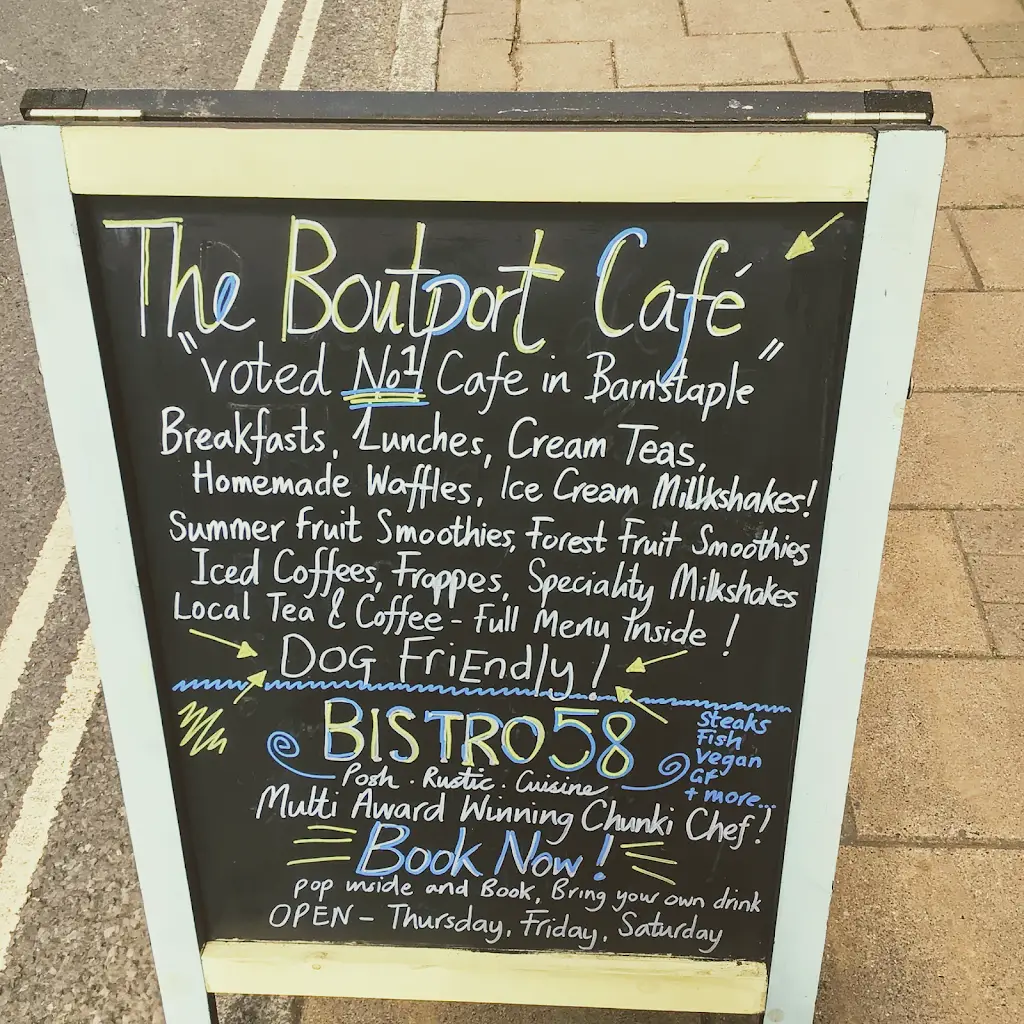 The Boutport Café
"voted No1 Cafe in Barnstaple"
Breakfasts, Lunches, Cream Teas,
Homemade Waffles, Ice Cream Millkshakes!
Summer Fruit Smoothies, Forest Fruit Smoothies
Iced Coffees, Frappes, Speciality Milkshakes
Local Tea & Coffee - Full Menu Inside !
DOG FriEndly !
BISTRO58
Steaks
Fish
Vegan
GF
+ more...
Posh . Rustic . Cuisine
Multi Award Winning Chunki Chef!
Book Now !
pop inside and Book, Bring your own drink
OPEN - Thursday, Friday, Saturday